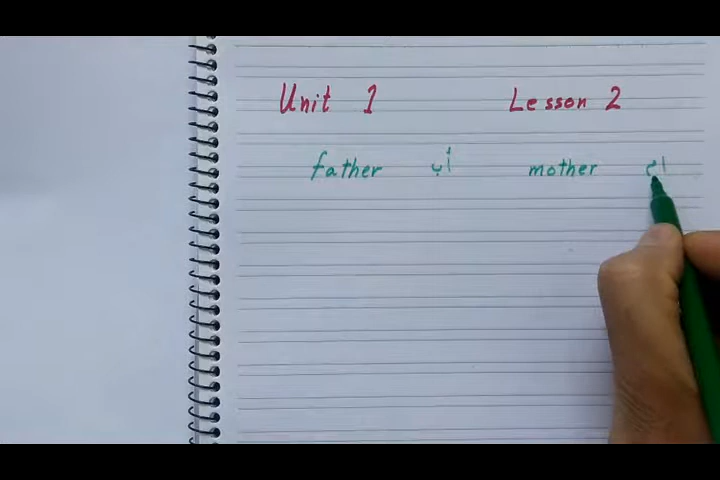 Unit 1 Lesson 2
father أب mother ام